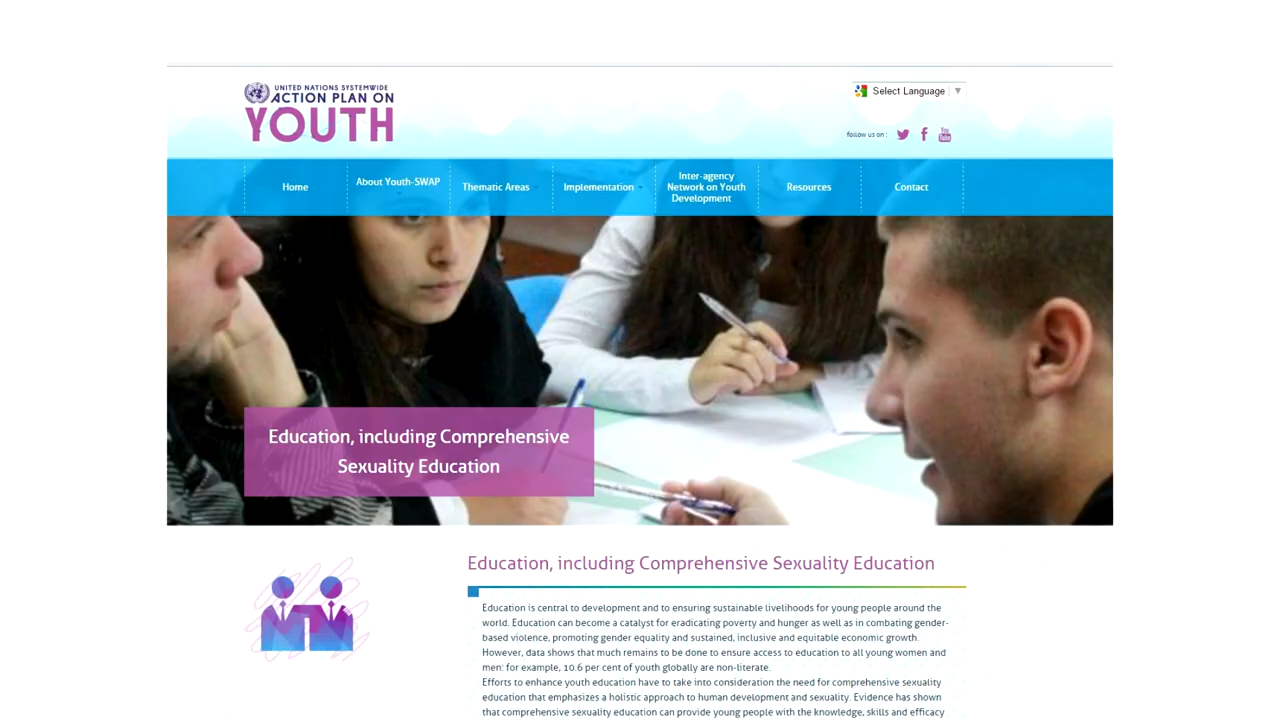 UNITED NATIONS SYSTEMWIDE
ACTION PLAN ON
YOUTH
Select Language ▼
follow us on :
You
Tube
Home
About Youth-SWAP
Thematic Areas
Implementation
Inter-agency
Network on Youth
Development
Resources
Contact
Education, including Comprehensive
Sexuality Education
Education, including Comprehensive Sexuality Education
Education is central to development and to ensuring sustainable livelihoods for young people around the
world. Education can become a catalyst for eradicating poverty and hunger as well as in combating gender-
based violence, promoting gender equality and sustained, inclusive and equitable economic growth.
However, data shows that much remains to be done to ensure access to education to all young women and
men: for example, 10.6 per cent of youth globally are non-literate.
Efforts to enhance youth education have to take into consideration the need for comprehensive sexuality
education that emphasizes a holistic approach to human development and sexuality. Evidence has shown
that comprehensive sexuality education can provide young people with the knowledge, skills and efficacy